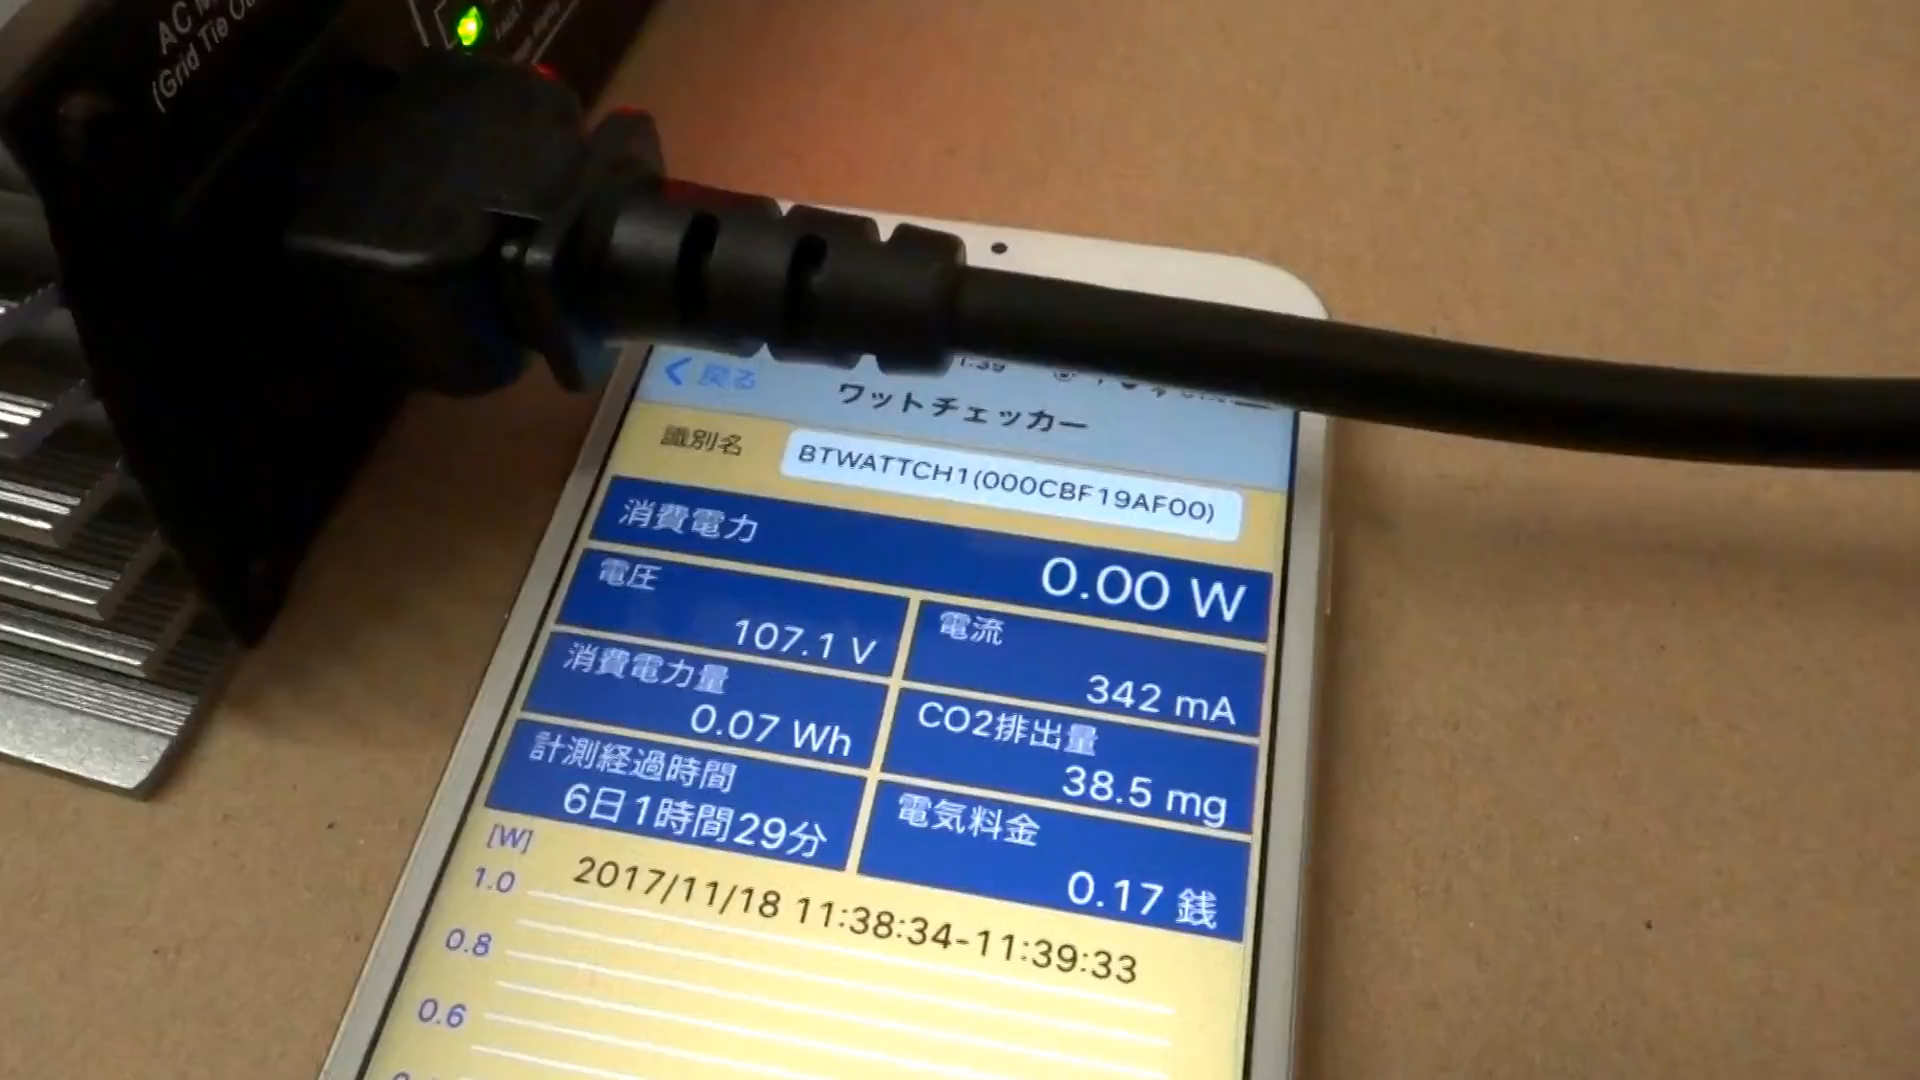 (Grid Tie
戻る
1:39
ワットチェッカー
識別名
BTWATTCH1(000CBF19AF00)
消費電力
0.00 W
電圧
107.1 V
電流
342 mA
消費電力量
0.07 Wh
CO2排出量
38.5 mg
計測経過時間
6日1時間29分
電気料金
0.17 銭
[W]
2017/11/18 11:38:34-11:39:33
1.0
0.8
0.6